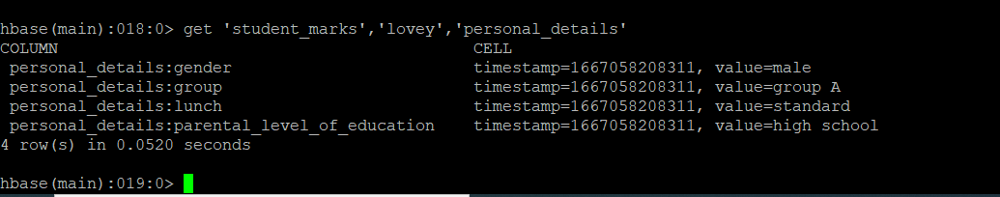 hbase(main):018:0> get 'student_marks','lovey','personal_details'
COLUMN CELL
personal_details:gender timestamp=1667058208311, value=male
personal_details:group timestamp=1667058208311, value=group A
personal_details:lunch timestamp=1667058208311, value=standard
personal_details:parental_level_of_education timestamp=1667058208311, value=high school
4 row(s) in 0.0520 seconds
hbase(main):019:0>